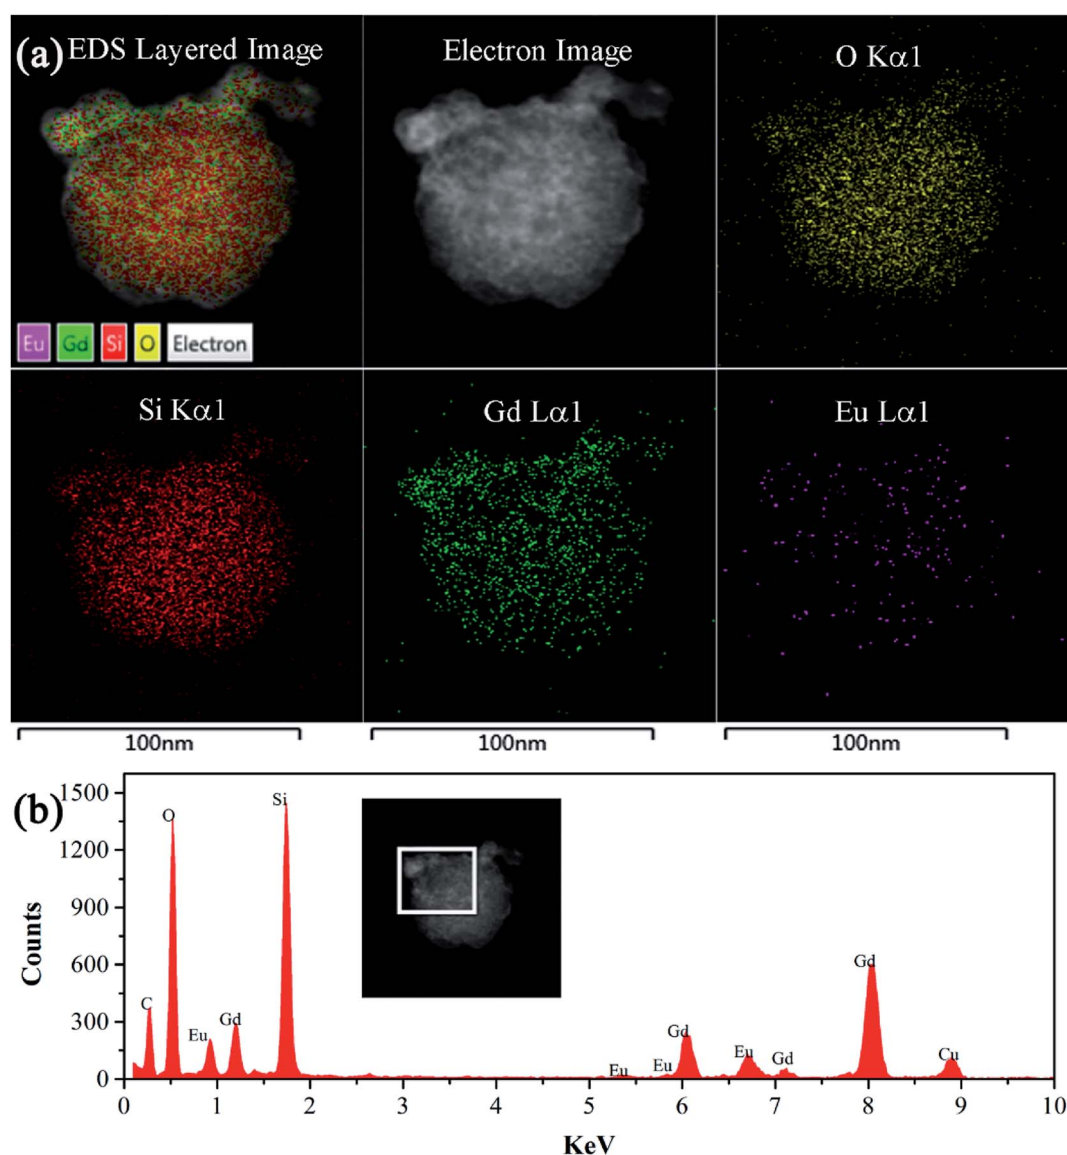 (a) EDS Layered Image
Electron Image
O Kα1
Eu Gd Si O Electron
Si Kα1
Gd Lα1
Eu Lα1
100nm
100nm
100nm
(b)
1500
1200
900
600
300
0
Counts
C
O
Eu
Gd
Si
Eu
Eu
Gd
Eu
Gd
Gd
Cu
0 1 2 3 4 5 6 7 8 9 10
KeV